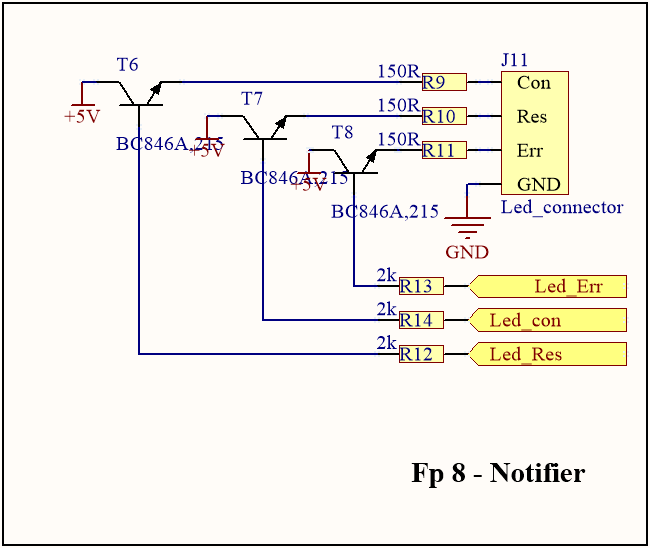 T6
J11
150R
R9
Con
+5V
T7
150R
R10
Res
T8
BC846A,215
+5V
150R
R11
Err
BC846A,215
+5V
GND
BC846A,215
Led_connector
GND
2k
R13
Led_Err
2k
R14
Led_con
2k
R12
Led_Res
Fp 8 - Notifier